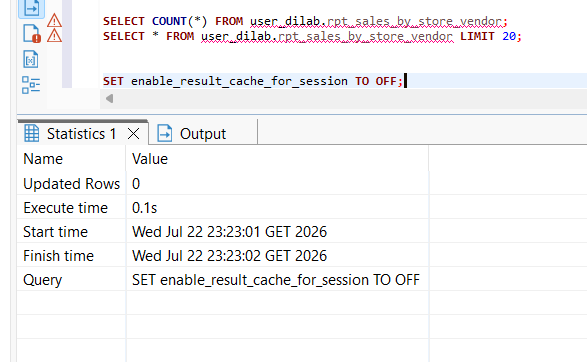 SELECT COUNT(*) FROM user_dilab.rpt_sales_by_store_vendor;
SELECT * FROM user_dilab.rpt_sales_by_store_vendor LIMIT 20;
SET enable_result_cache_for_session TO OFF;
Statistics 1 Output
Name Value
Updated Rows 0
Execute time 0.1s
Start time Wed Jul 22 23:23:01 GET 2026
Finish time Wed Jul 22 23:23:02 GET 2026
Query SET enable_result_cache_for_session TO OFF